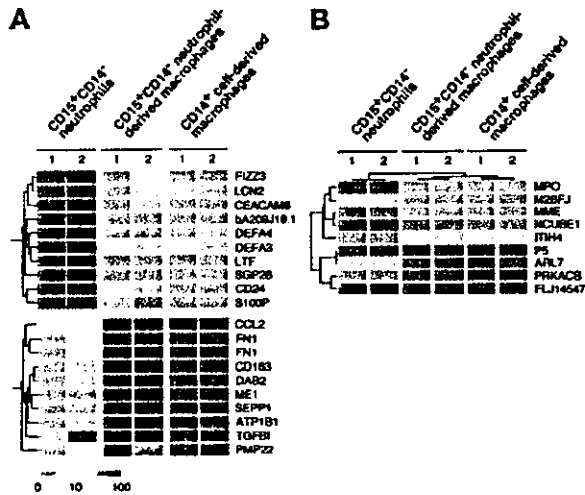 A
CD15+CD14- neutrophils
CD15+CD14- neutrophil-derived macrophages
CD14+ cell-derived macrophages
1 2 1 2 1 2
FIZZ3
LCN2
CEACAM6
bA209J19.1
DEFA4
DEFA3
LTF
SGP28
CD24
S100P
CCL2
FN1
FN1
CD163
DAB2
ME1
SEPP1
ATP1B1
TGFBI
PMP22
0 10 100
B
CD15+CD14- neutrophils
CD15+CD14- neutrophil-derived macrophages
CD14+ cell-derived macrophages
1 2 1 2 1 2
MPO
M2BFJ
MME
NCUBE1
ITIH4
P5
ARL7
PRKACB
FLJ14547